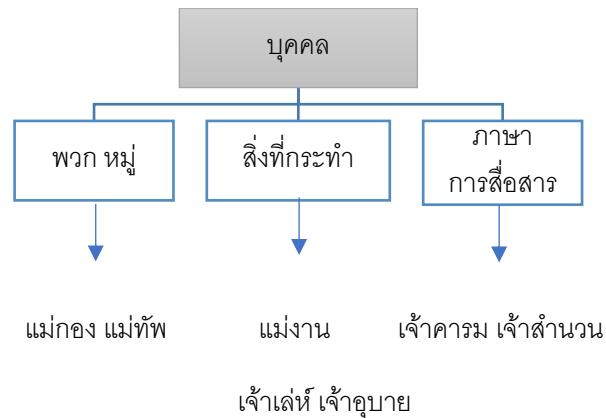 บุคคล
พวก หมู่
สิ่งที่กระทำ
ภาษา
การสื่อสาร
แม่กอง แม่ทัพ
แม่งาน
เจ้าคารม เจ้าสำนวน
เจ้าเล่ห์ เจ้าอุบาย